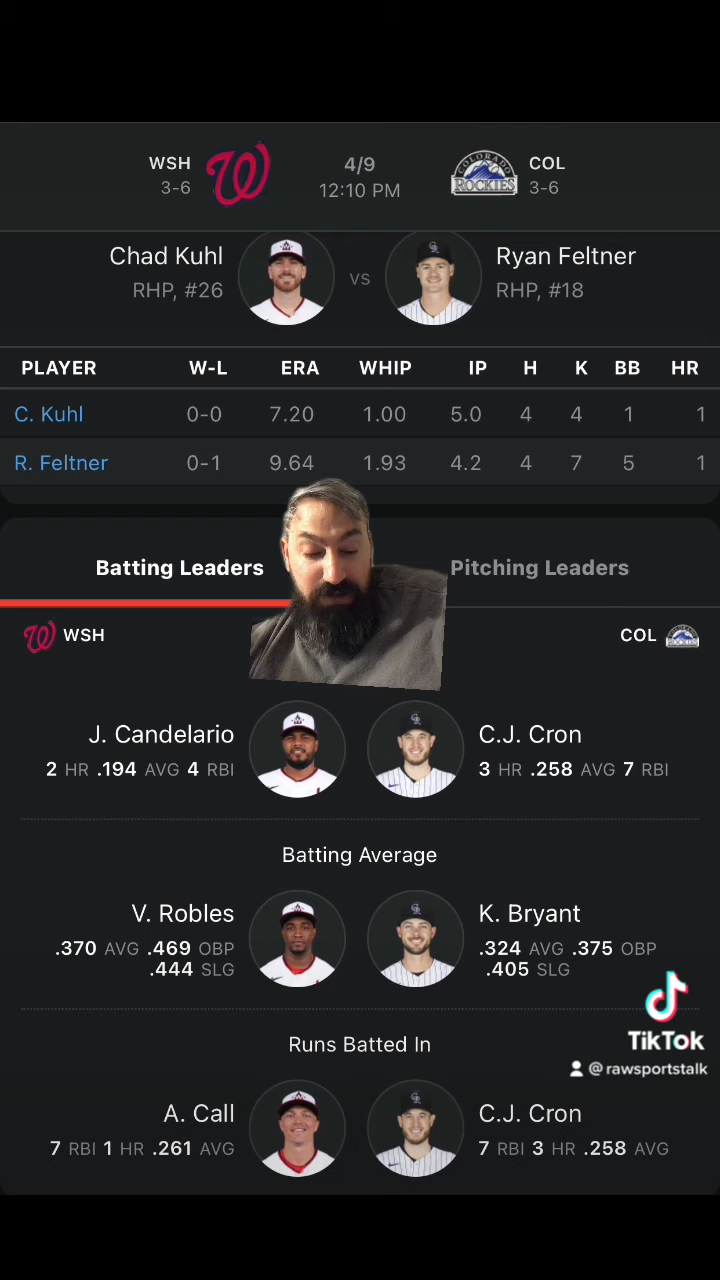 WSH
3-6
4/9
12:10 PM
COLORADO
ROCKIES
COL
3-6
Chad Kuhl
RHP, #26
VS
Ryan Feltner
RHP, #18
PLAYER W-L ERA WHIP IP H K BB HR
C. Kuhl 0-0 7.20 1.00 5.0 4 4 1 1
R. Feltner 0-1 9.64 1.93 4.2 4 7 5 1
Batting Leaders
Pitching Leaders
WSH
COL
J. Candelario
2 HR .194 AVG 4 RBI
C.J. Cron
3 HR .258 AVG 7 RBI
Batting Average
V. Robles
.370 AVG .469 OBP
.444 SLG
K. Bryant
.324 AVG .375 OBP
.405 SLG
TikTok
@rawsportstalk
Runs Batted In
A. Call
7 RBI 1 HR .261 AVG
C.J. Cron
7 RBI 3 HR .258 AVG